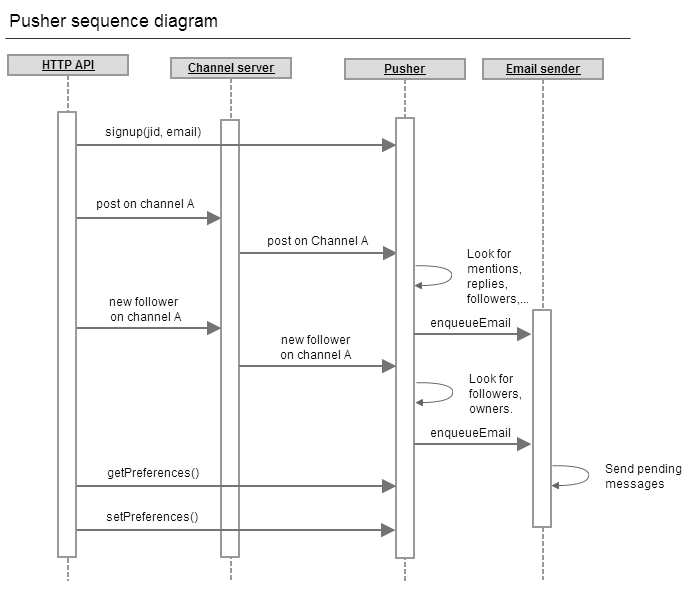 Pusher sequence diagram
HTTP API
Channel server
Pusher
Email sender
signup(jid, email)
post on channel A
post on Channel A
Look for
mentions,
replies,
followers,...
new follower
on channel A
enqueueEmail
new follower
on channel A
Look for
followers,
owners.
enqueueEmail
Send pending
messages
getPreferences()
setPreferences()